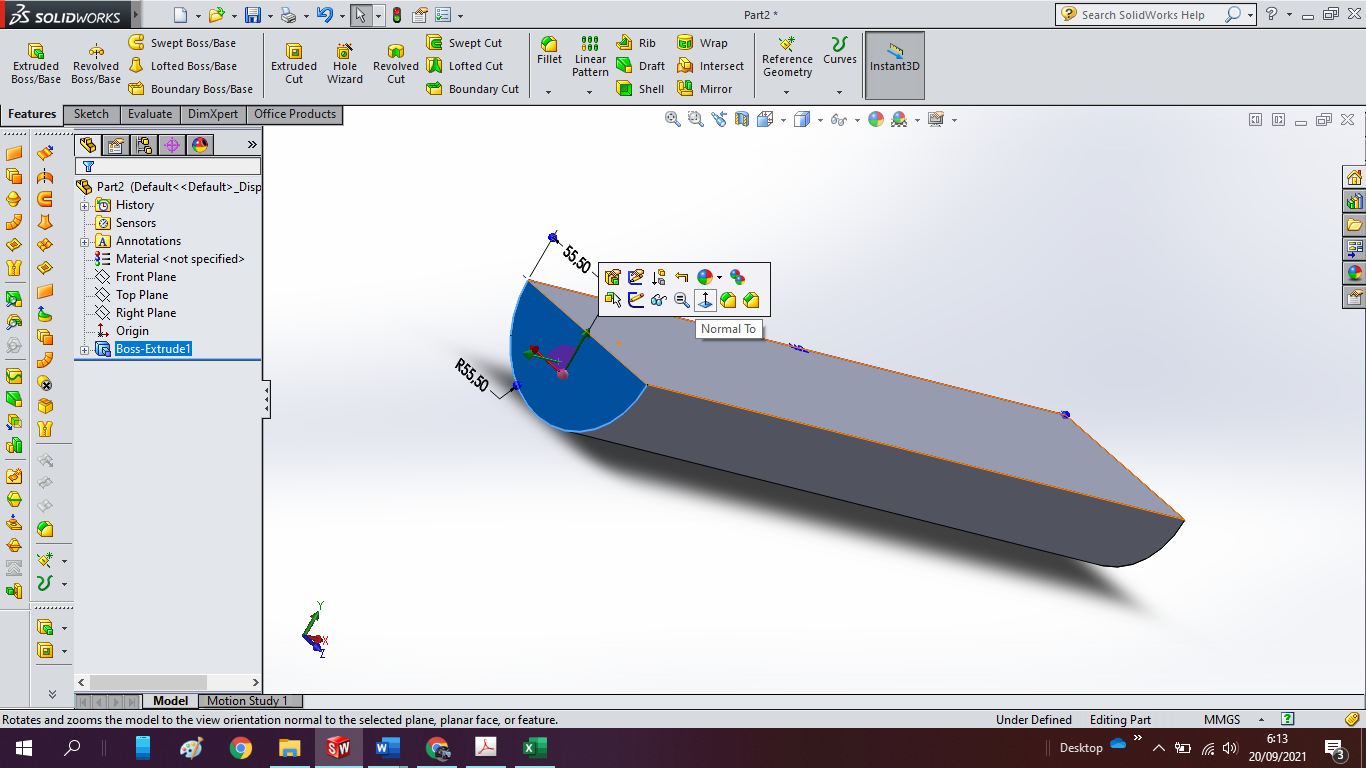 SOLIDWORKS
Part2 *
Search SolidWorks Help
Extruded Boss/Base
Revolved Boss/Base
Swept Boss/Base
Lofted Boss/Base
Boundary Boss/Base
Extruded Cut
Hole Wizard
Revolved Cut
Swept Cut
Lofted Cut
Boundary Cut
Fillet
Linear Pattern
Rib
Draft
Shell
Wrap
Intersect
Mirror
Reference Geometry
Curves
Instant3D
Features
Sketch
Evaluate
DimXpert
Office Products
Part2 (Default<<Default>_Disp
History
Sensors
Annotations
Material <not specified>
Front Plane
Top Plane
Right Plane
Origin
Boss-Extrude1
55,50
Normal To
R55,50
Y
X
Z
Model
Motion Study 1
Rotates and zooms the model to the view orientation normal to the selected plane, planar face, or feature.
Under Defined
Editing Part
MMGS
Desktop
6:13
20/09/2021
3